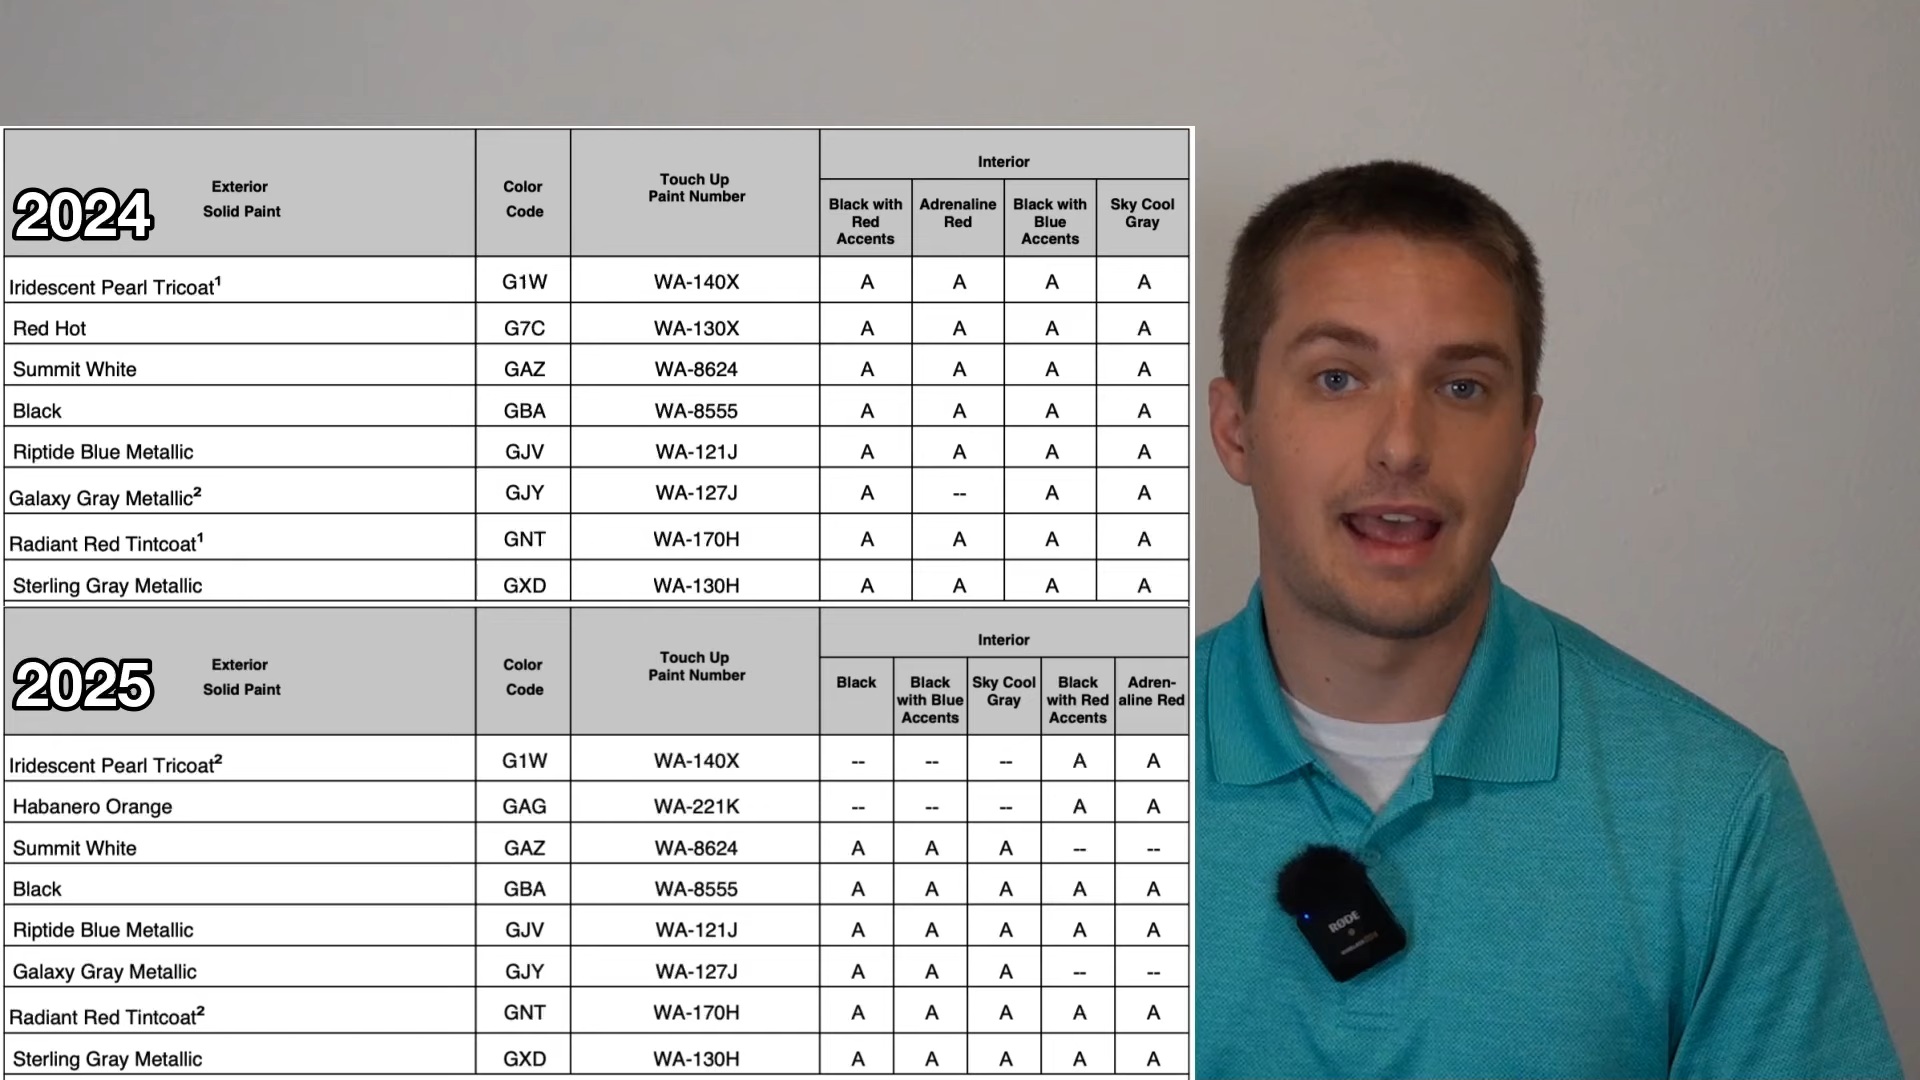 2024
Exterior
Solid Paint
Color
Code
Touch Up
Paint Number
Interior
Black with
Red
Accents
Adrenaline
Red
Black with
Blue
Accents
Sky Cool
Gray
Iridescent Pearl Tricoat¹ G1W WA-140X A A A A
Red Hot G7C WA-130X A A A A
Summit White GAZ WA-8624 A A A A
Black GBA WA-8555 A A A A
Riptide Blue Metallic GJV WA-121J A A A A
Galaxy Gray Metallic² GJY WA-127J A -- A A
Radiant Red Tintcoat¹ GNT WA-170H A A A A
Sterling Gray Metallic GXD WA-130H A A A A
2025
Exterior
Solid Paint
Color
Code
Touch Up
Paint Number
Interior
Black
Black
with Blue
Accents
Sky Cool
Gray
Black
with Red
Accents
Adren-
aline Red
Iridescent Pearl Tricoat² G1W WA-140X -- -- -- A A
Habanero Orange GAG WA-221K -- -- -- A A
Summit White GAZ WA-8624 A A A -- --
Black GBA WA-8555 A A A A A
Riptide Blue Metallic GJV WA-121J A A A A A
Galaxy Gray Metallic GJY WA-127J A A A -- --
Radiant Red Tintcoat² GNT WA-170H A A A A A
Sterling Gray Metallic GXD WA-130H A A A A A
RØDE